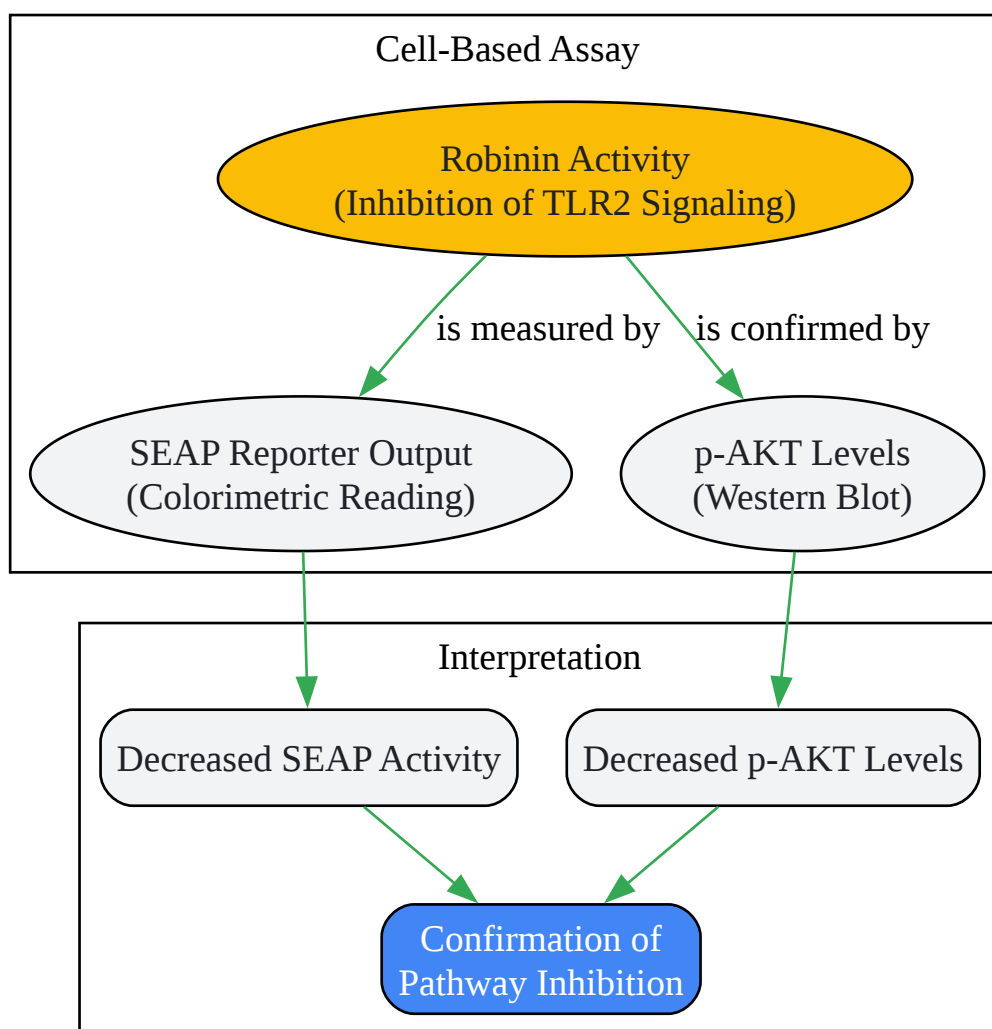 Cell-Based Assay
Robinin Activity
(Inhibition of TLR2 Signaling)
is measured by
is confirmed by
SEAP Reporter Output
(Colorimetric Reading)
p-AKT Levels
(Western Blot)
Interpretation
Decreased SEAP Activity
Decreased p-AKT Levels
Confirmation of
Pathway Inhibition